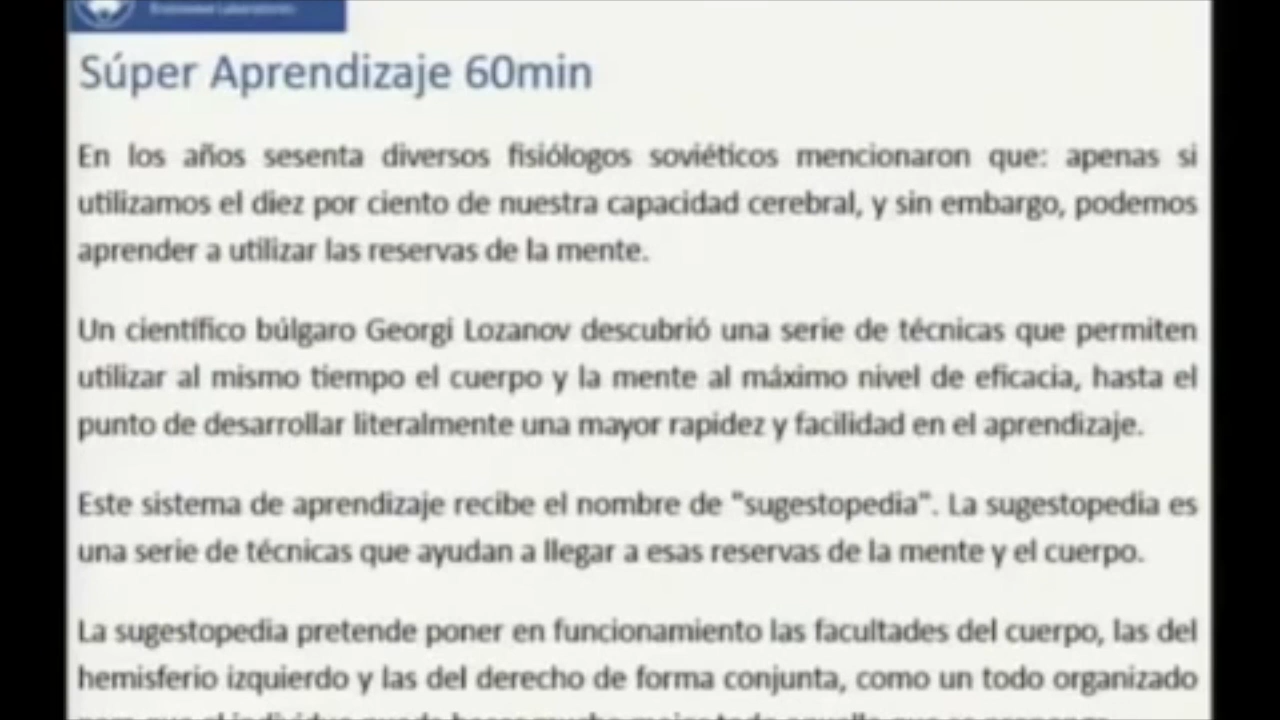 Súper Aprendizaje 60min
En los años sesenta diversos fisiólogos soviéticos mencionaron que: apenas si
utilizamos el diez por ciento de nuestra capacidad cerebral, y sin embargo, podemos
aprender a utilizar las reservas de la mente.
Un científico búlgaro Georgi Lozanov descubrió una serie de técnicas que permiten
utilizar al mismo tiempo el cuerpo y la mente al máximo nivel de eficacia, hasta el
punto de desarrollar literalmente una mayor rapidez y facilidad en el aprendizaje.
Este sistema de aprendizaje recibe el nombre de "sugestopedia". La sugestopedia es
una serie de técnicas que ayudan a llegar a esas reservas de la mente y el cuerpo.
La sugestopedia pretende poner en funcionamiento las facultades del cuerpo, las del
hemisferio izquierdo y las del derecho de forma conjunta, como un todo organizado